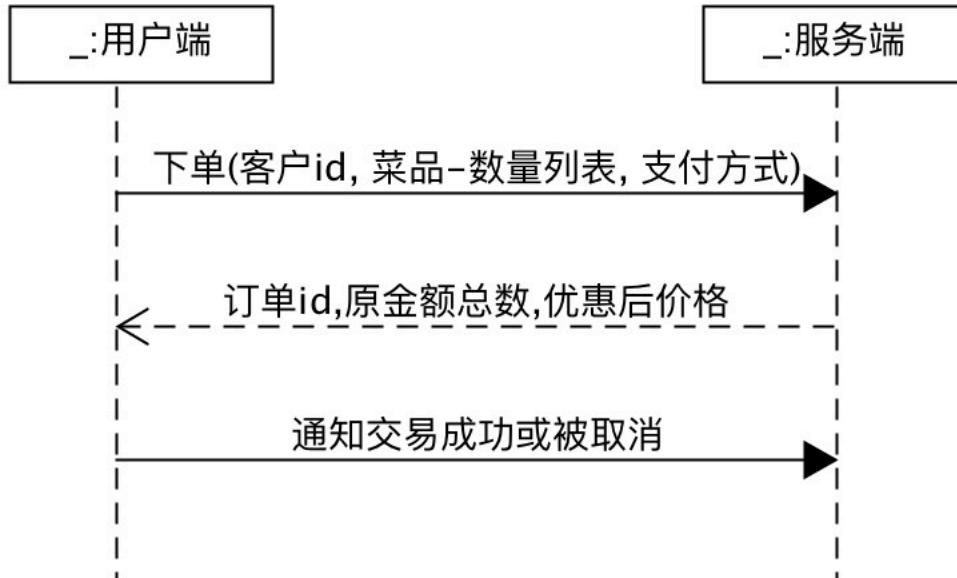 _:用户端
_:服务端
下单(客户id, 菜品-数量列表, 支付方式)
订单id,原金额总数,优惠后价格
通知交易成功或被取消